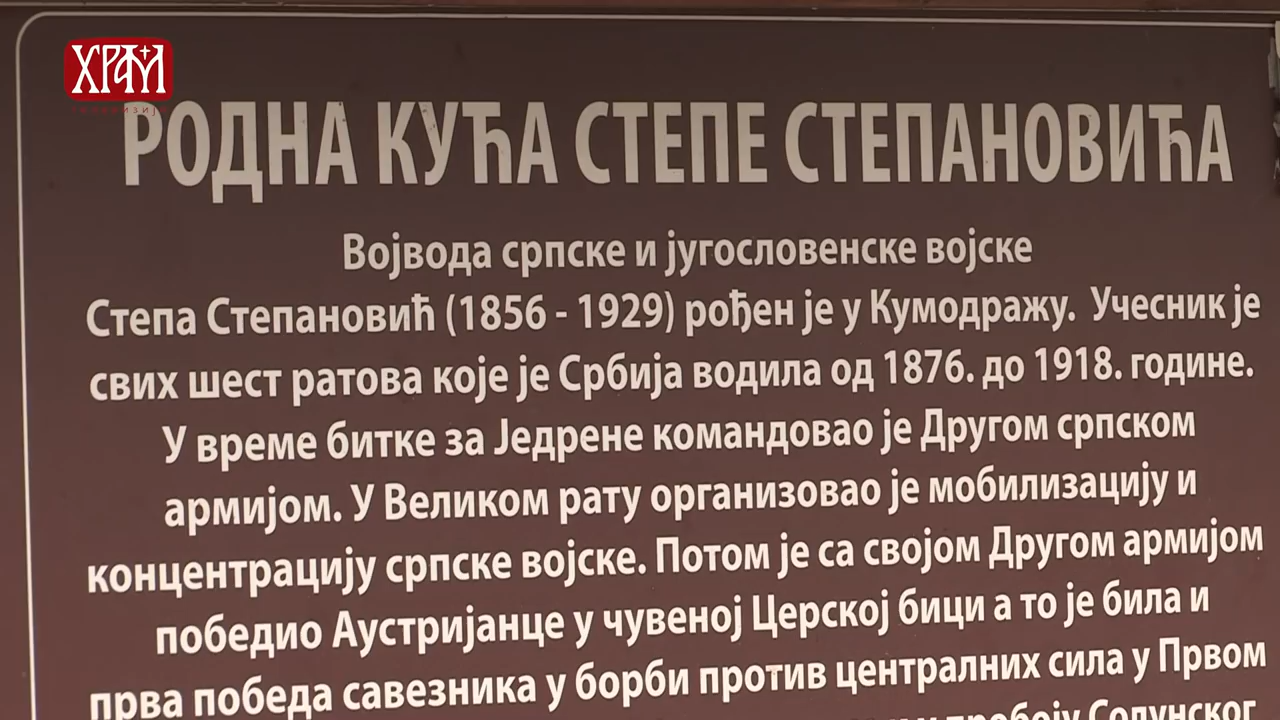 ХРАМ
РОДНА КУЋА СТЕПЕ СТЕПАНОВИЋА
Војвода српске и југословенске војске
Степа Степановић (1856 - 1929) рођен је у Кумодражу. Учесник је
свих шест ратова које је Србија водила од 1876. до 1918. године.
У време битке за Једрене командовао је Другом српском
армијом. У Великом рату организовао је мобилизацију и
концентрацију српске војске. Потом је са својом Другом армијом
победио Аустријанце у чувеној Церској бици а то је била и
прва победа савезника у борби против централних сила у Првом
пробоју Солунског